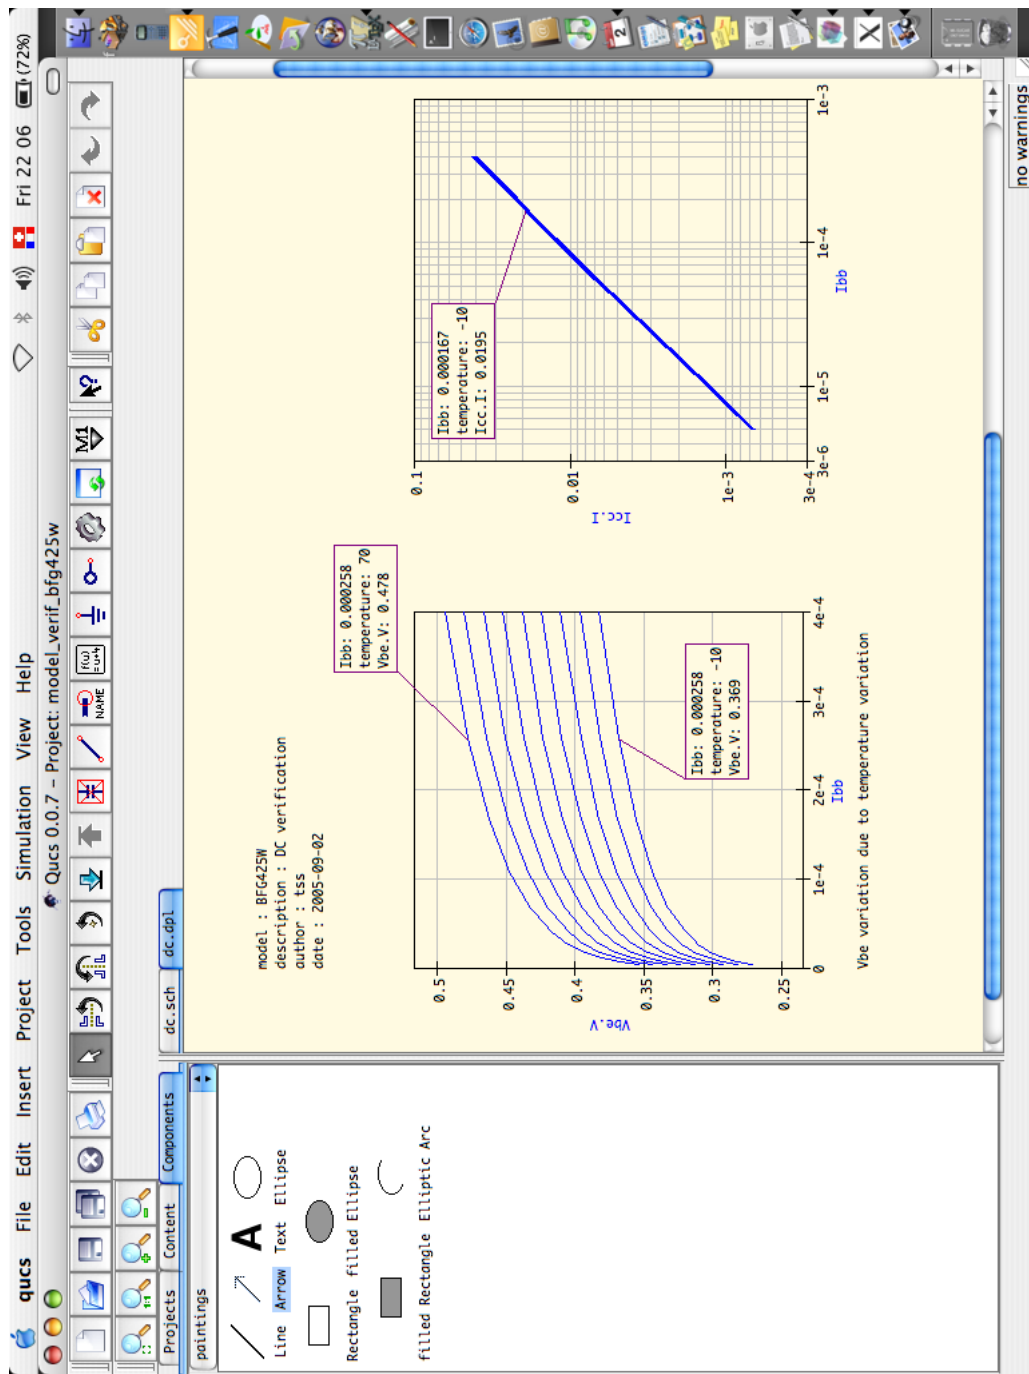 qucs File Edit Insert Project Tools Simulation View Help
(72%) Fri 22 06
Qucs 0.0.7 – Project: model_verif_bfg425w
NAME
f(ω)
=u+4
M1
?
1:1
2
X
Projects Content Components
dc.sch dc.dpl
paintings
Line Arrow Text Ellipse
A
Rectangle filled Ellipse
filled Rectangle Elliptic Arc
model : BFG425W
description : DC verification
author : tss
date : 2005-09-02
Ibb: 0.000258
temperature: 70
Vbe.V: 0.478
Ibb: 0.000258
temperature: -10
Vbe.V: 0.369
0.5
0.45
0.4
0.35
0.3
0.25
Vbe.V
0 1e-4 2e-4 3e-4 4e-4
Ibb
Vbe variation due to temperature variation
Ibb: 0.000167
temperature: -10
Icc.I: 0.0195
0.1
0.01
1e-3
3e-4
Icc.I
3e-6 1e-5 1e-4 1e-3
Ibb
no warnings